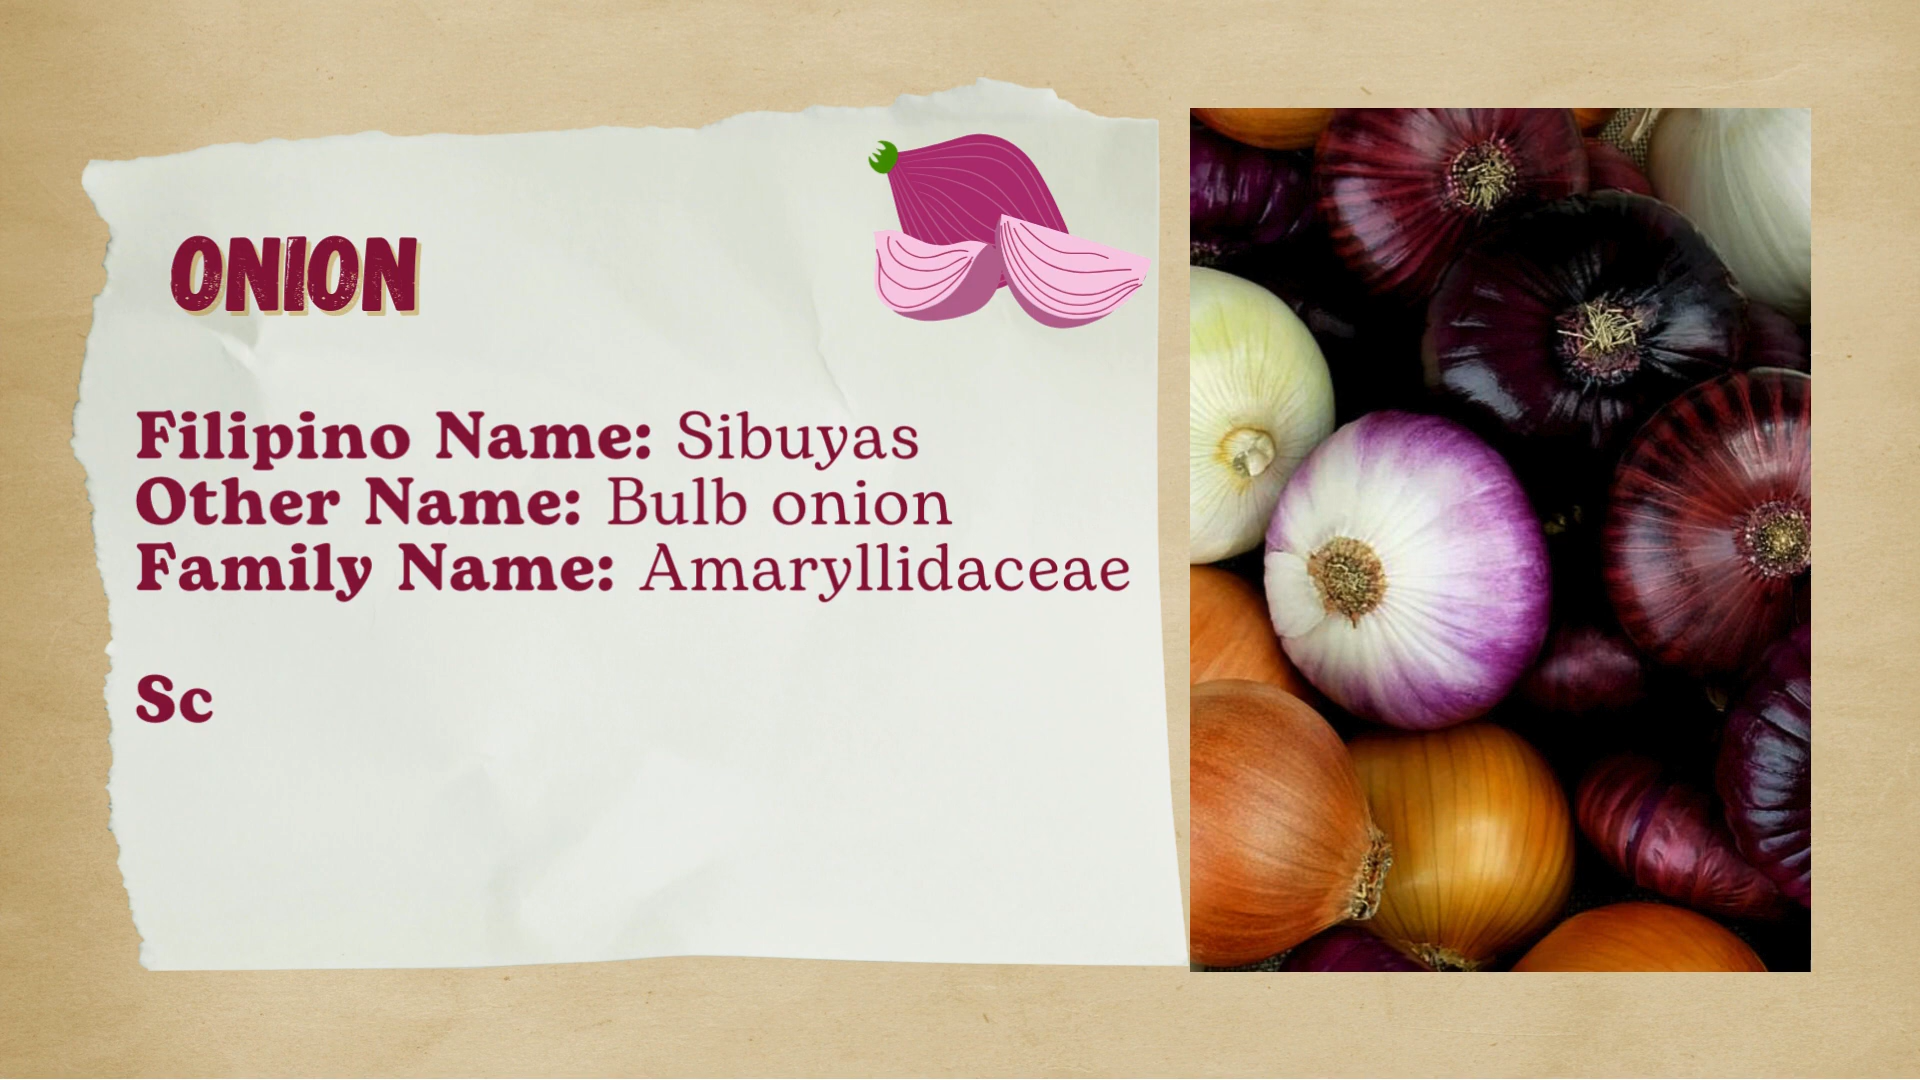 ONION
Filipino Name: Sibuyas
Other Name: Bulb onion
Family Name: Amaryllidaceae
Sc